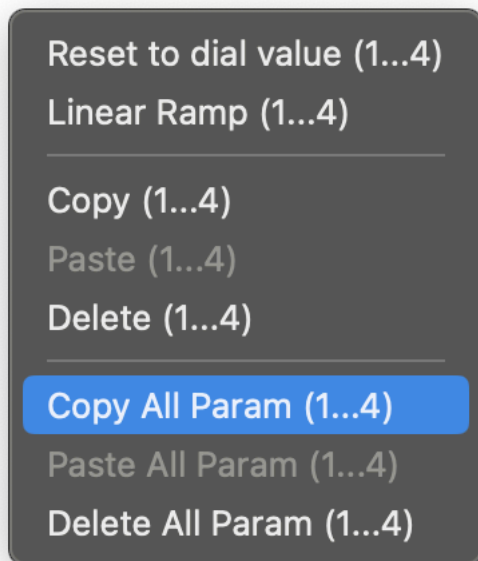 Reset to dial value (1...4)
Linear Ramp (1...4)
Copy (1...4)
Paste (1...4)
Delete (1...4)
Copy All Param (1...4)
Paste All Param (1...4)
Delete All Param (1...4)